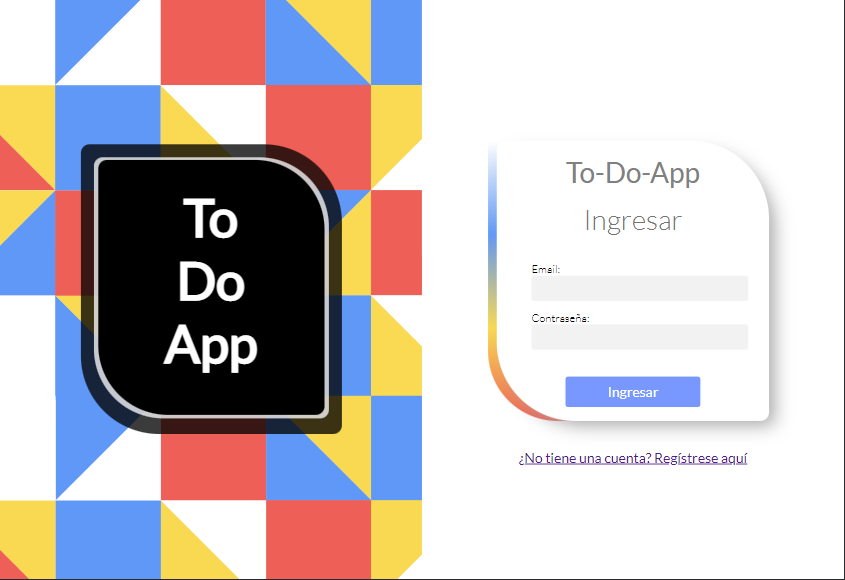 To
Do
App
To-Do-App
Ingresar
Email:
Contraseña:
Ingresar
¿No tiene una cuenta? Regístrese aquí